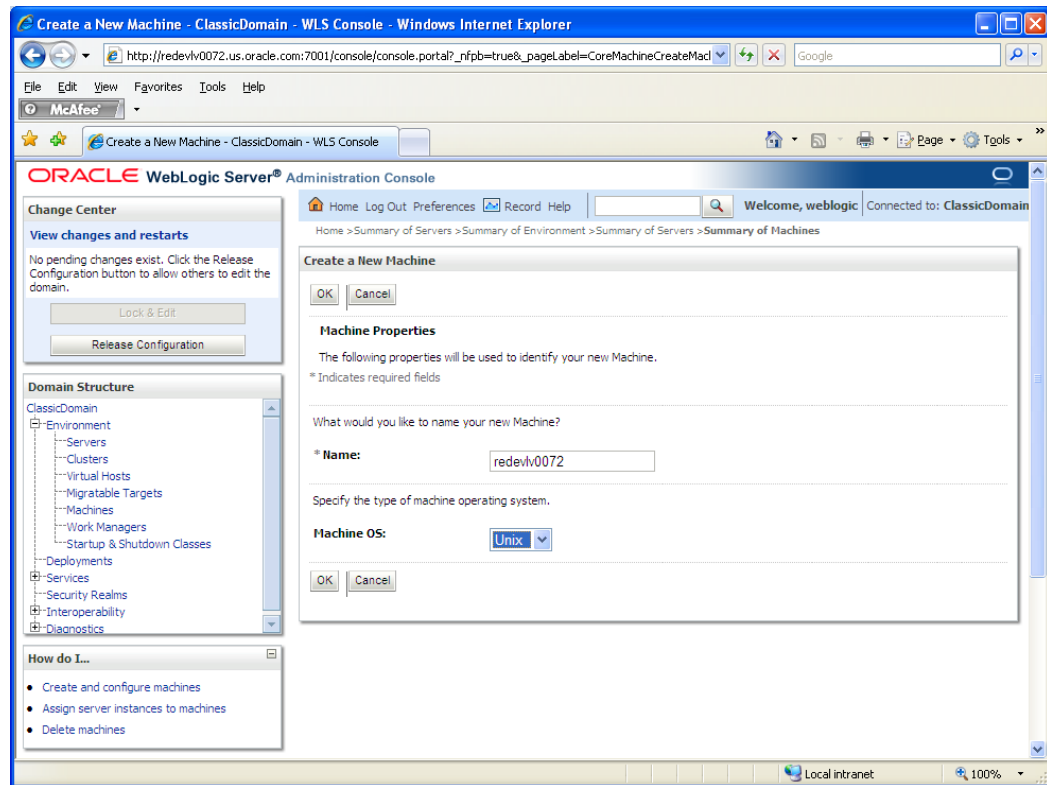 Create a New Machine - ClassicDomain - WLS Console - Windows Internet Explorer
http://redevlv0072.us.oracle.com:7001/console/console.portal?_nfpb=true&_pageLabel=CoreMachineCreateMacl
Google
File Edit View Favorites Tools Help
McAfee
Create a New Machine - ClassicDomain - WLS Console
Page Tools »
ORACLE WebLogic Server® Administration Console
Change Center
View changes and restarts
No pending changes exist. Click the Release
Configuration button to allow others to edit the
domain.
Lock & Edit
Release Configuration
Domain Structure
ClassicDomain
Environment
Servers
Clusters
Virtual Hosts
Migratable Targets
Machines
Work Managers
Startup & Shutdown Classes
Deployments
Services
Security Realms
Interoperability
Diagnostics
How do I...
Create and configure machines
Assign server instances to machines
Delete machines
Home Log Out Preferences Record Help
Welcome, weblogic Connected to: ClassicDomain
Home >Summary of Servers >Summary of Environment >Summary of Servers >Summary of Machines
Create a New Machine
OK Cancel
Machine Properties
The following properties will be used to identify your new Machine.
* Indicates required fields
What would you like to name your new Machine?
* Name: redevlv0072
Specify the type of machine operating system.
Machine OS: Unix
OK Cancel
Local intranet 100%